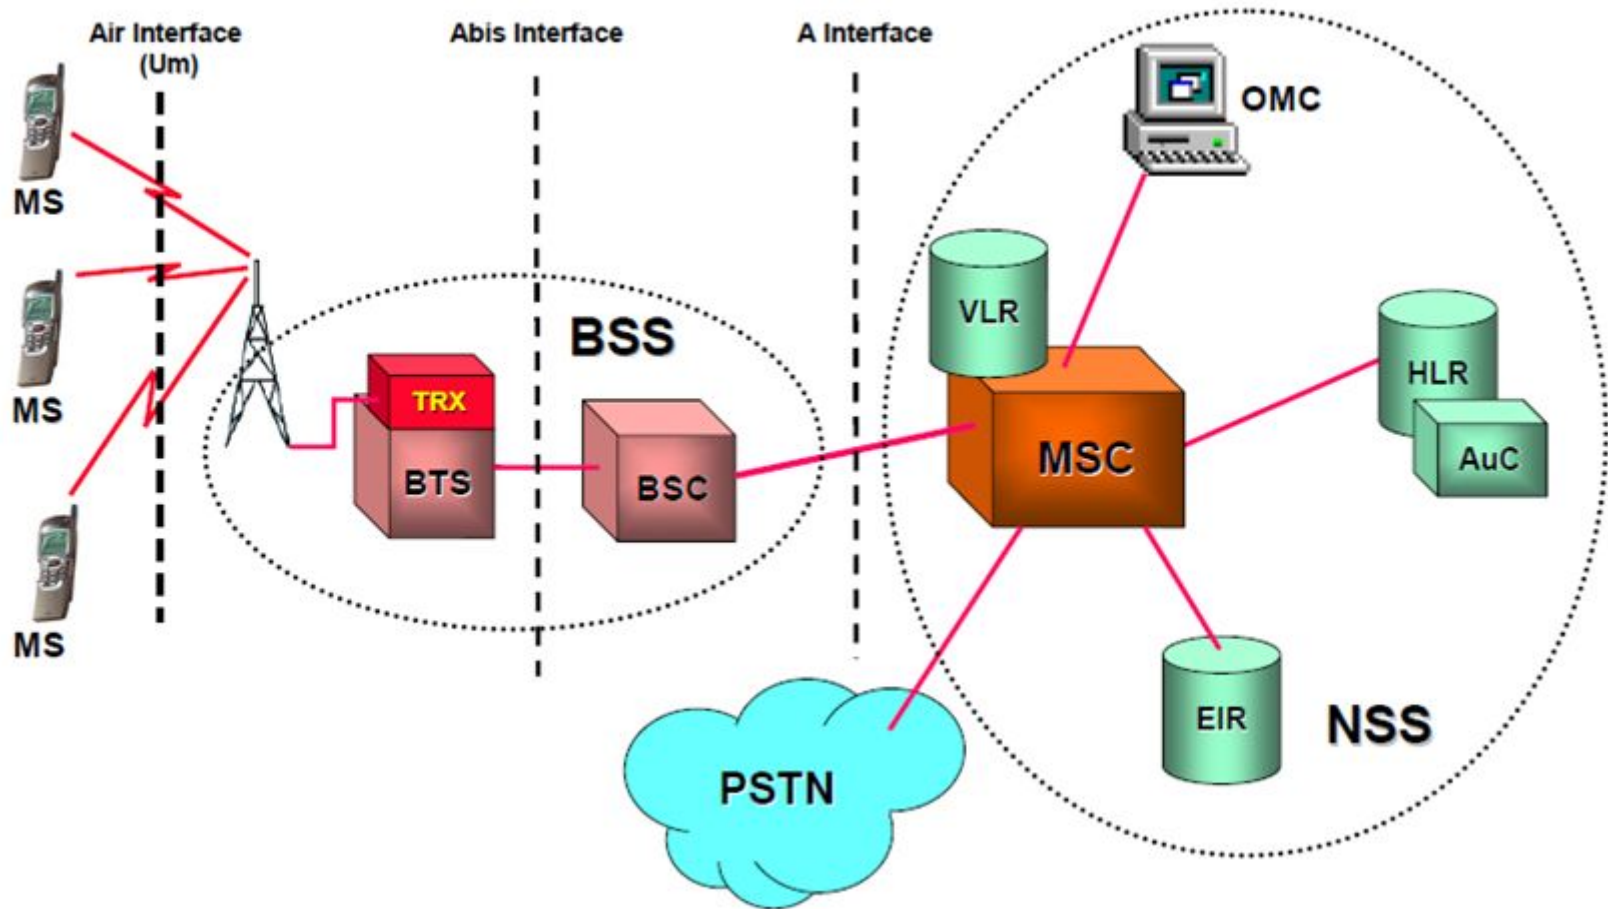 Air Interface
(Um)
Abis Interface
A Interface
OMC
MS
VLR
BSS
HLR
TRX
MS
MSC
AuC
BTS
BSC
MS
EIR
NSS
PSTN